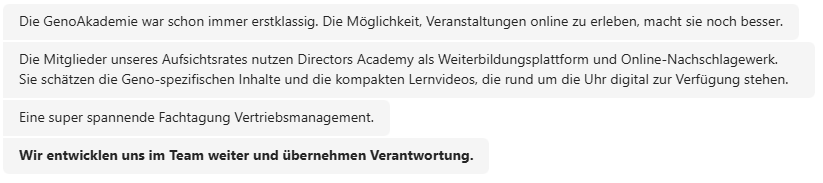 Die GenoAkademie war schon immer erstklassig. Die Möglichkeit, Veranstaltungen online zu erleben, macht sie noch besser.
Die Mitglieder unseres Aufsichtsrates nutzen Directors Academy als Weiterbildungsplattform und Online-Nachschlagewerk.
Sie schätzen die Geno-spezifischen Inhalte und die kompakten Lernvideos, die rund um die Uhr digital zur Verfügung stehen.
Eine super spannende Fachtagung Vertriebsmanagement.
Wir entwicklen uns im Team weiter und übernehmen Verantwortung.